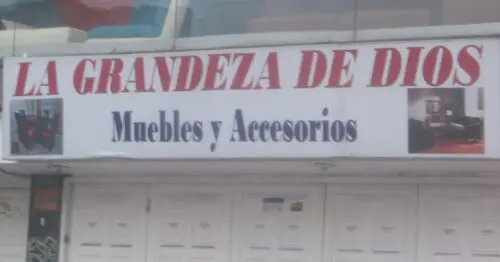 LA GRANDEZA DE DIOS
Muebles y Accesorios